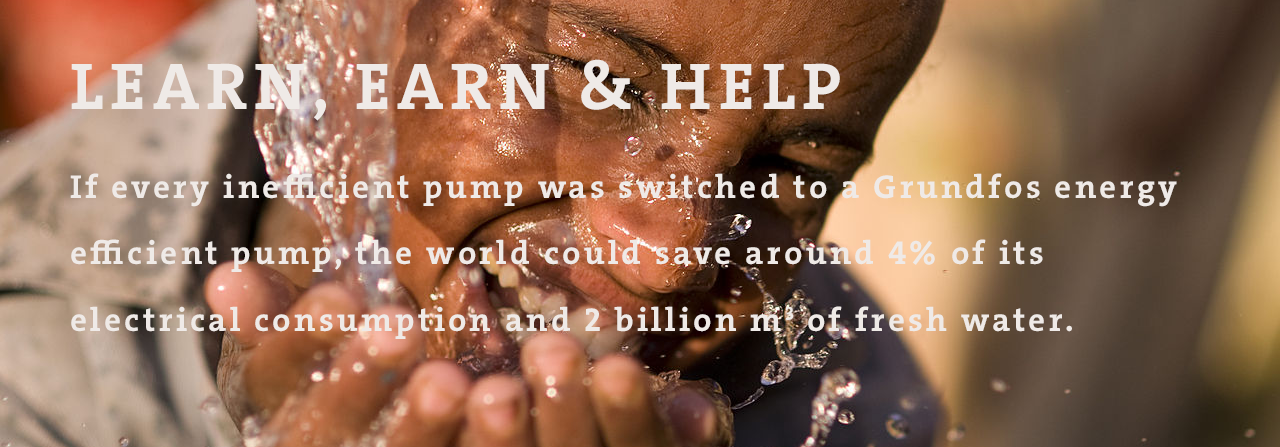 LEARN, EARN & HELP
If every inefficient pump was switched to a Grundfos energy
efficient pump, the world could save around 4% of its
electrical consumption and 2 billion m³ of fresh water.